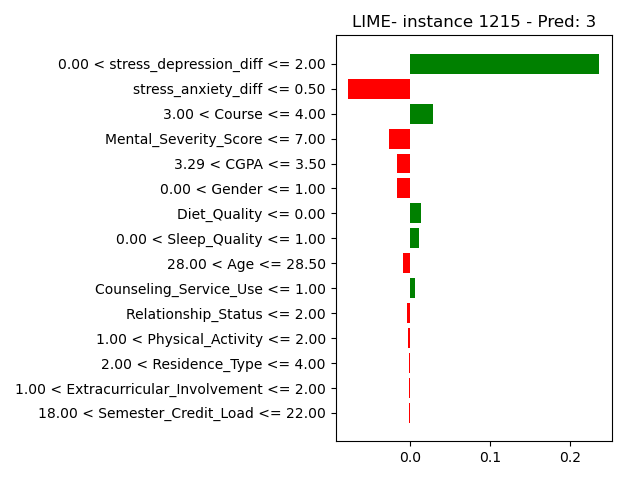 LIME- instance 1215 - Pred: 3
0.00 < stress_depression_diff <= 2.00
stress_anxiety_diff <= 0.50
3.00 < Course <= 4.00
Mental_Severity_Score <= 7.00
3.29 < CGPA <= 3.50
0.00 < Gender <= 1.00
Diet_Quality <= 0.00
0.00 < Sleep_Quality <= 1.00
28.00 < Age <= 28.50
Counseling_Service_Use <= 1.00
Relationship_Status <= 2.00
1.00 < Physical_Activity <= 2.00
2.00 < Residence_Type <= 4.00
1.00 < Extracurricular_Involvement <= 2.00
18.00 < Semester_Credit_Load <= 22.00
0.0 0.1 0.2